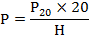 P = P₂₀ × 20 / H